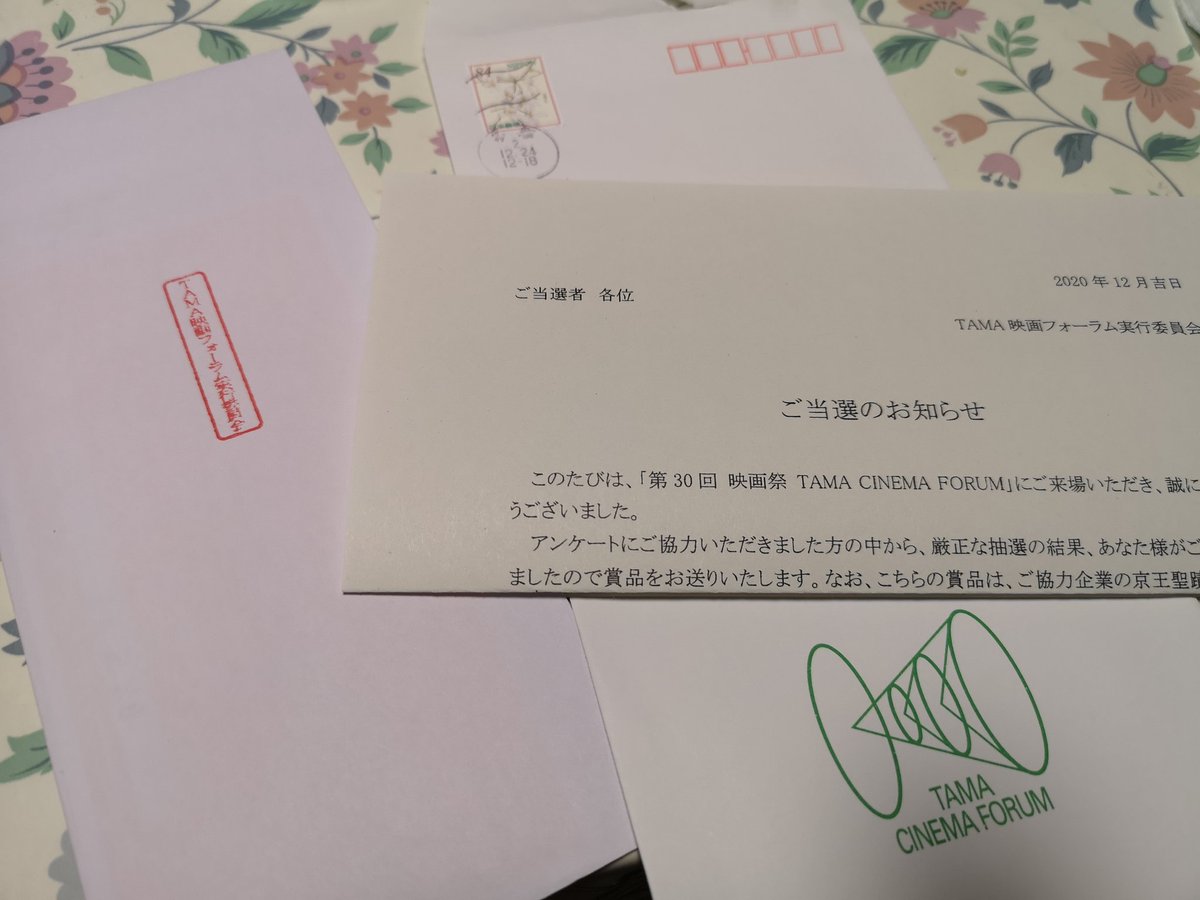 84
12-24
12-18
TAMA映画フォーラム実行委員会
ご当選者 各位
2020年12月吉日
TAMA映画フォーラム実行委員会
ご当選のお知らせ
このたびは、「第30回 映画祭 TAMA CINEMA FORUM」にご来場いただき、誠に
うございました。
アンケートにご協力いただきました方の中から、厳正な抽選の結果、あなた様がご
ましたので賞品をお送りいたします。なお、こちらの賞品は、ご協力企業の京王聖蹟
TAMA
CINEMA FORUM